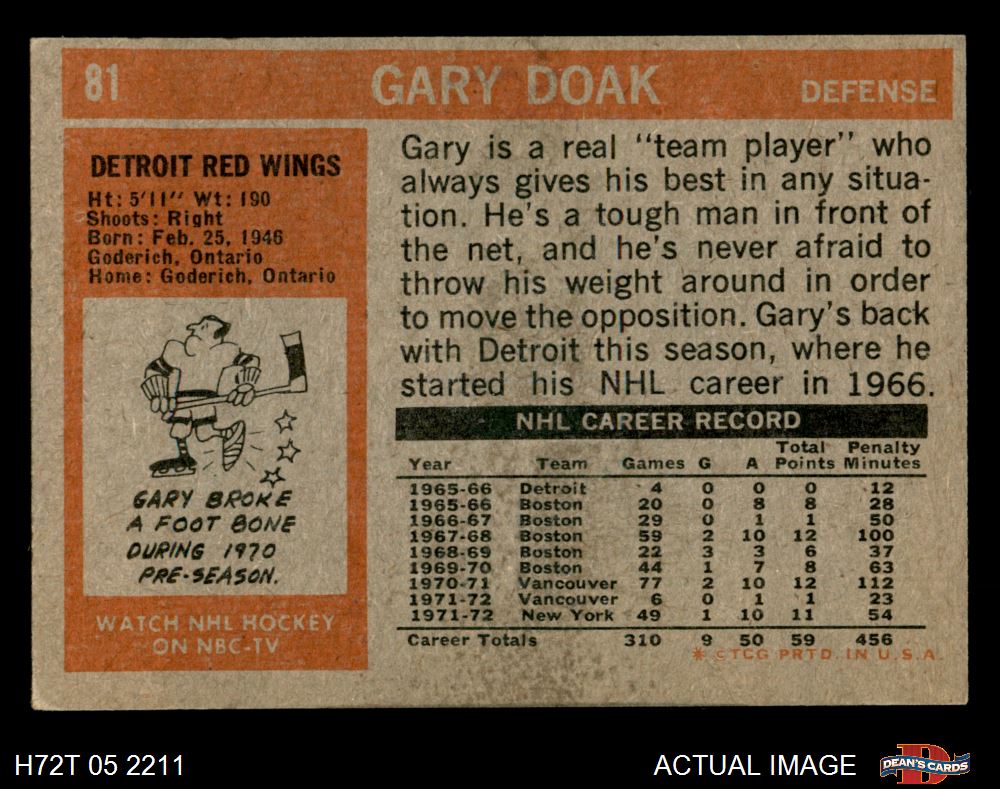 81 GARY DOAK DEFENSE
DETROIT RED WINGS
Ht: 5'11" Wt: 190
Shoots: Right
Born: Feb. 25, 1946
Goderich, Ontario
Home: Goderich, Ontario
GARY BROKE
A FOOT BONE
DURING 1970
PRE-SEASON.
WATCH NHL HOCKEY
ON NBC-TV
Gary is a real "team player" who
always gives his best in any situa-
tion. He's a tough man in front of
the net, and he's never afraid to
throw his weight around in order
to move the opposition. Gary's back
with Detroit this season, where he
started his NHL career in 1966.
NHL CAREER RECORD
Year Team Games G A Total Points Penalty Minutes
1965-66 Detroit 4 0 0 0 12
1965-66 Boston 20 0 8 8 28
1966-67 Boston 29 0 1 1 50
1967-68 Boston 59 2 10 12 100
1968-69 Boston 22 3 3 6 37
1969-70 Boston 44 1 7 8 63
1970-71 Vancouver 77 2 10 12 112
1971-72 Vancouver 6 0 1 1 23
1971-72 New York 49 1 10 11 54
Career Totals 310 9 50 59 456
* © TCG PRTD. IN U.S.A.
H72T 05 2211
ACTUAL IMAGE
DEAN'S CARDS